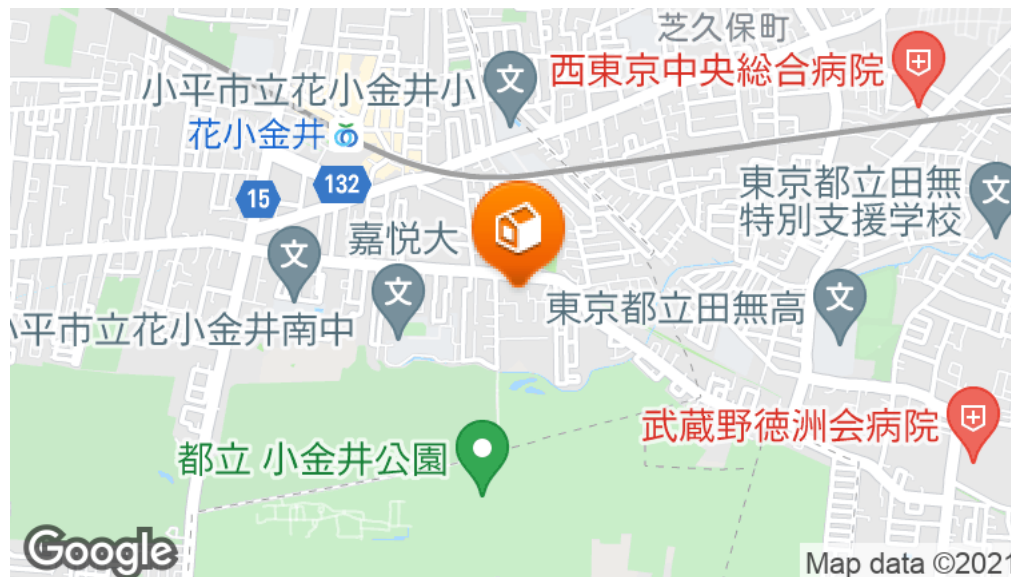 芝久保町
西東京中央総合病院
小平市立花小金井小
花小金井
132
15
東京都立田無
特別支援学校
嘉悦大
東京都立田無高
小平市立花小金井南中
武蔵野徳洲会病院
都立 小金井公園
Google
Map data ©2021